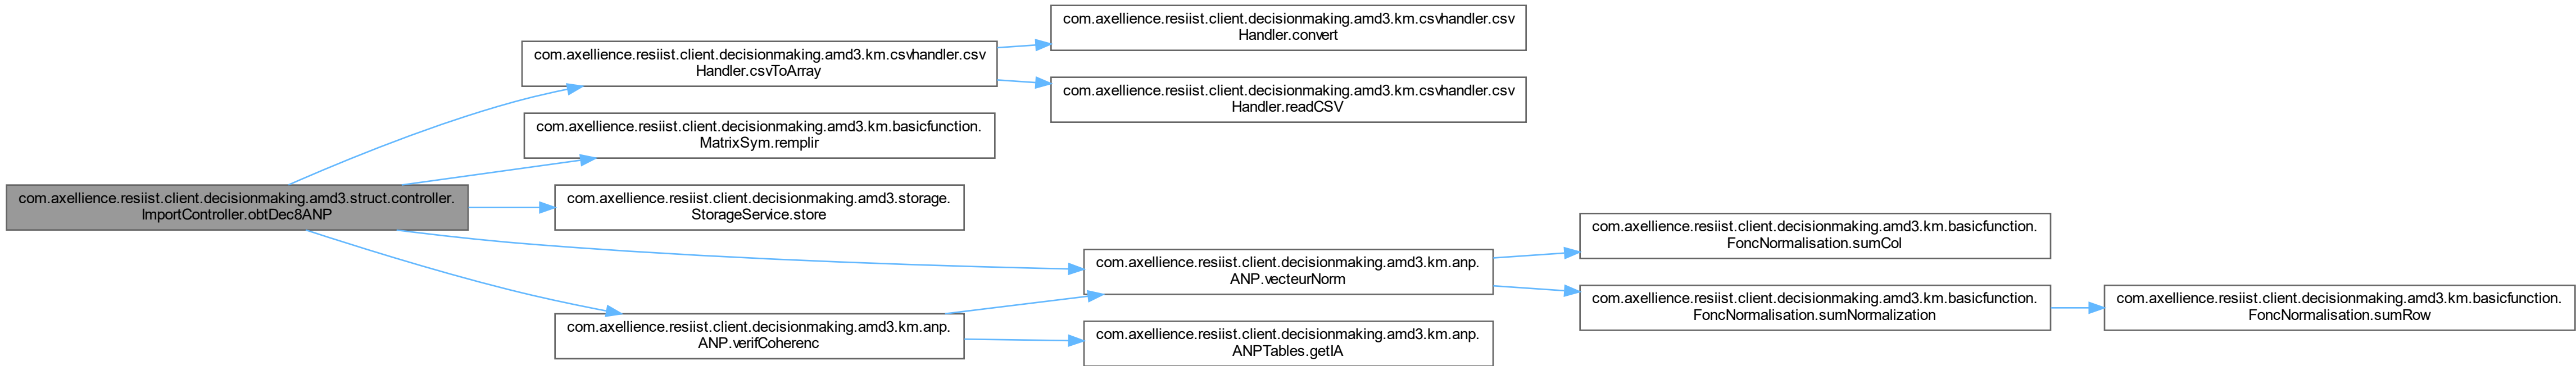 com.axellience.resiist.client.decisionmaking.amd3.struct.controller.
ImportController.obtDec8ANP
com.axellience.resiist.client.decisionmaking.amd3.km.csvhandler.csv
Handler.csvToArray
com.axellience.resiist.client.decisionmaking.amd3.km.csvhandler.csv
Handler.convert
com.axellience.resiist.client.decisionmaking.amd3.km.csvhandler.csv
Handler.readCSV
com.axellience.resiist.client.decisionmaking.amd3.km.basicfunction.
MatrixSym.remplir
com.axellience.resiist.client.decisionmaking.amd3.storage.
StorageService.store
com.axellience.resiist.client.decisionmaking.amd3.km.anp.
ANP.vecteurNorm
com.axellience.resiist.client.decisionmaking.amd3.km.basicfunction.
FoncNormalisation.sumCol
com.axellience.resiist.client.decisionmaking.amd3.km.basicfunction.
FoncNormalisation.sumNormalization
com.axellience.resiist.client.decisionmaking.amd3.km.basicfunction.
FoncNormalisation.sumRow
com.axellience.resiist.client.decisionmaking.amd3.km.anp.
ANP.verifCoherenc
com.axellience.resiist.client.decisionmaking.amd3.km.anp.
ANPTables.getIA